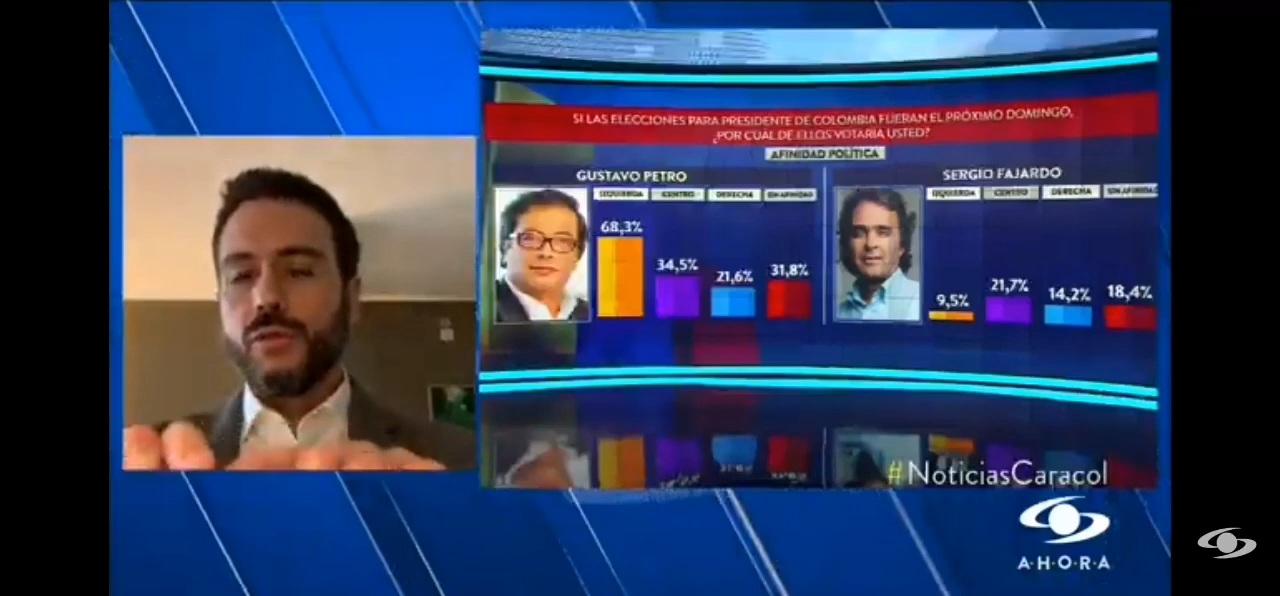 SI LAS ELECCIONES PARA PRESIDENTE DE COLOMBIA FUERAN EL PRÓXIMO DOMINGO,
¿POR CUÁL DE ELLOS VOTARÍA USTED?
AFINIDAD POLÍTICA
GUSTAVO PETRO
IZQUIERDA CENTRO DERECHA SIN AFINIDAD
68,3% 34,5% 21,6% 31,8%
SERGIO FAJARDO
IZQUIERDA CENTRO DERECHA SIN AFINIDAD
9,5% 21,7% 14,2% 18,4%
#NoticiasCaracol
A·H·O·R·A